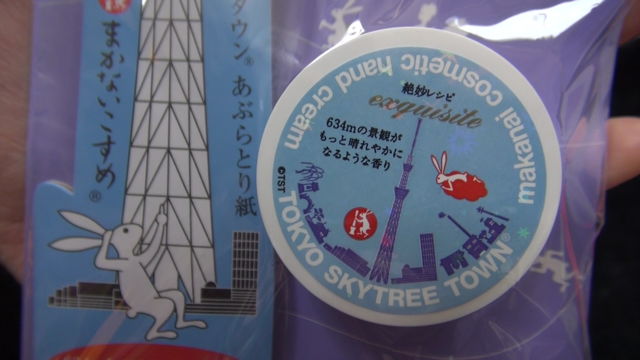 まかないこすめ®
タウン®あぶらとり紙
makanai cosmetic hand cream
絶妙レシピ
exquisite
634mの景観が
もっと晴れやかに
なるような香り
©TST
TOKYO SKYTREE TOWN®